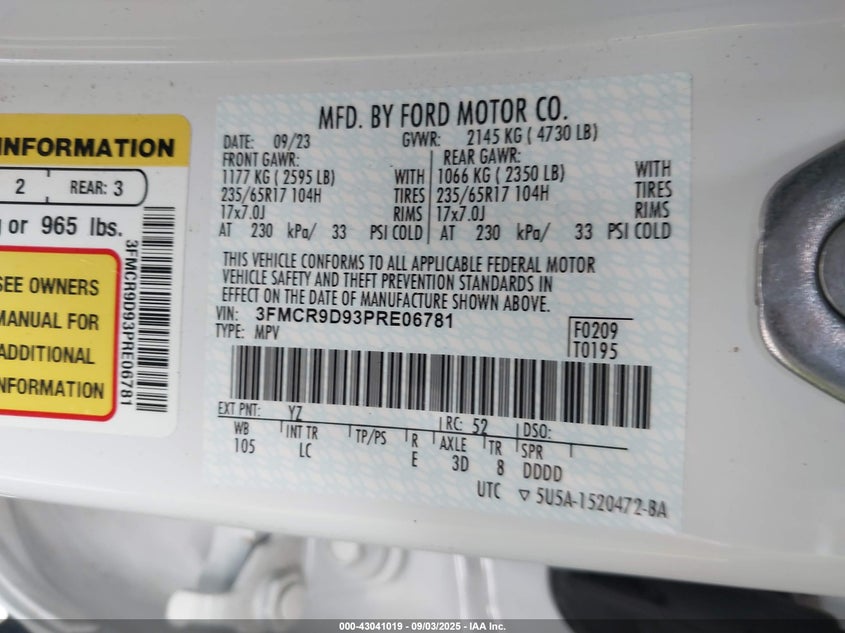 INFORMATION
2 REAR: 3
or 965 lbs.
SEE OWNERS
MANUAL FOR
ADDITIONAL
INFORMATION
3FMCR9D93PRE06781
MFD. BY FORD MOTOR CO.
DATE: 09/23 GVWR: 2145 KG ( 4730 LB)
FRONT GAWR: REAR GAWR:
1177 KG ( 2595 LB) WITH 1066 KG ( 2350 LB) WITH
235/65R17 104H TIRES 235/65R17 104H TIRES
17x7.0J RIMS 17x7.0J RIMS
AT 230 kPa/ 33 PSI COLD AT 230 kPa/ 33 PSI COLD
THIS VEHICLE CONFORMS TO ALL APPLICABLE FEDERAL MOTOR
VEHICLE SAFETY AND THEFT PREVENTION STANDARDS IN
EFFECT ON THE DATE OF MANUFACTURE SHOWN ABOVE.
VIN: 3FMCR9D93PRE06781
TYPE: MPV
F0209
T0195
EXT PNT: YZ RC: 52 DSO:
WB INT TR TP/PS R AXLE TR SPR
105 LC E 3D 8 DDDD
UTC ▽ 5U5A-1520472-BA
000-43041019 - 09/03/2025 - IAA Inc.